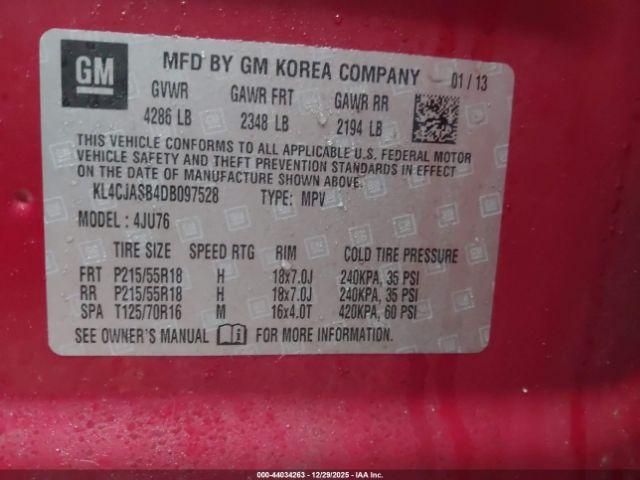 GM
MFD BY GM KOREA COMPANY 01 / 13
GVWR GAWR FRT GAWR RR
4286 LB 2348 LB 2194 LB
THIS VEHICLE CONFORMS TO ALL APPLICABLE U.S. FEDERAL MOTOR
VEHICLE SAFETY AND THEFT PREVENTION STANDARDS IN EFFECT
ON THE DATE OF MANUFACTURE SHOWN ABOVE.
KL4CJASB4DB097528 TYPE: MPV
MODEL : 4JU76
TIRE SIZE SPEED RTG RIM COLD TIRE PRESSURE
FRT P215/55R18 H 18x7.0J 240KPA, 35 PSI
RR P215/55R18 H 18x7.0J 240KPA, 35 PSI
SPA T125/70R16 M 16x4.0T 420KPA, 60 PSI
SEE OWNER'S MANUAL FOR MORE INFORMATION.
000-44034263 - 12/29/2025 - IAA Inc.